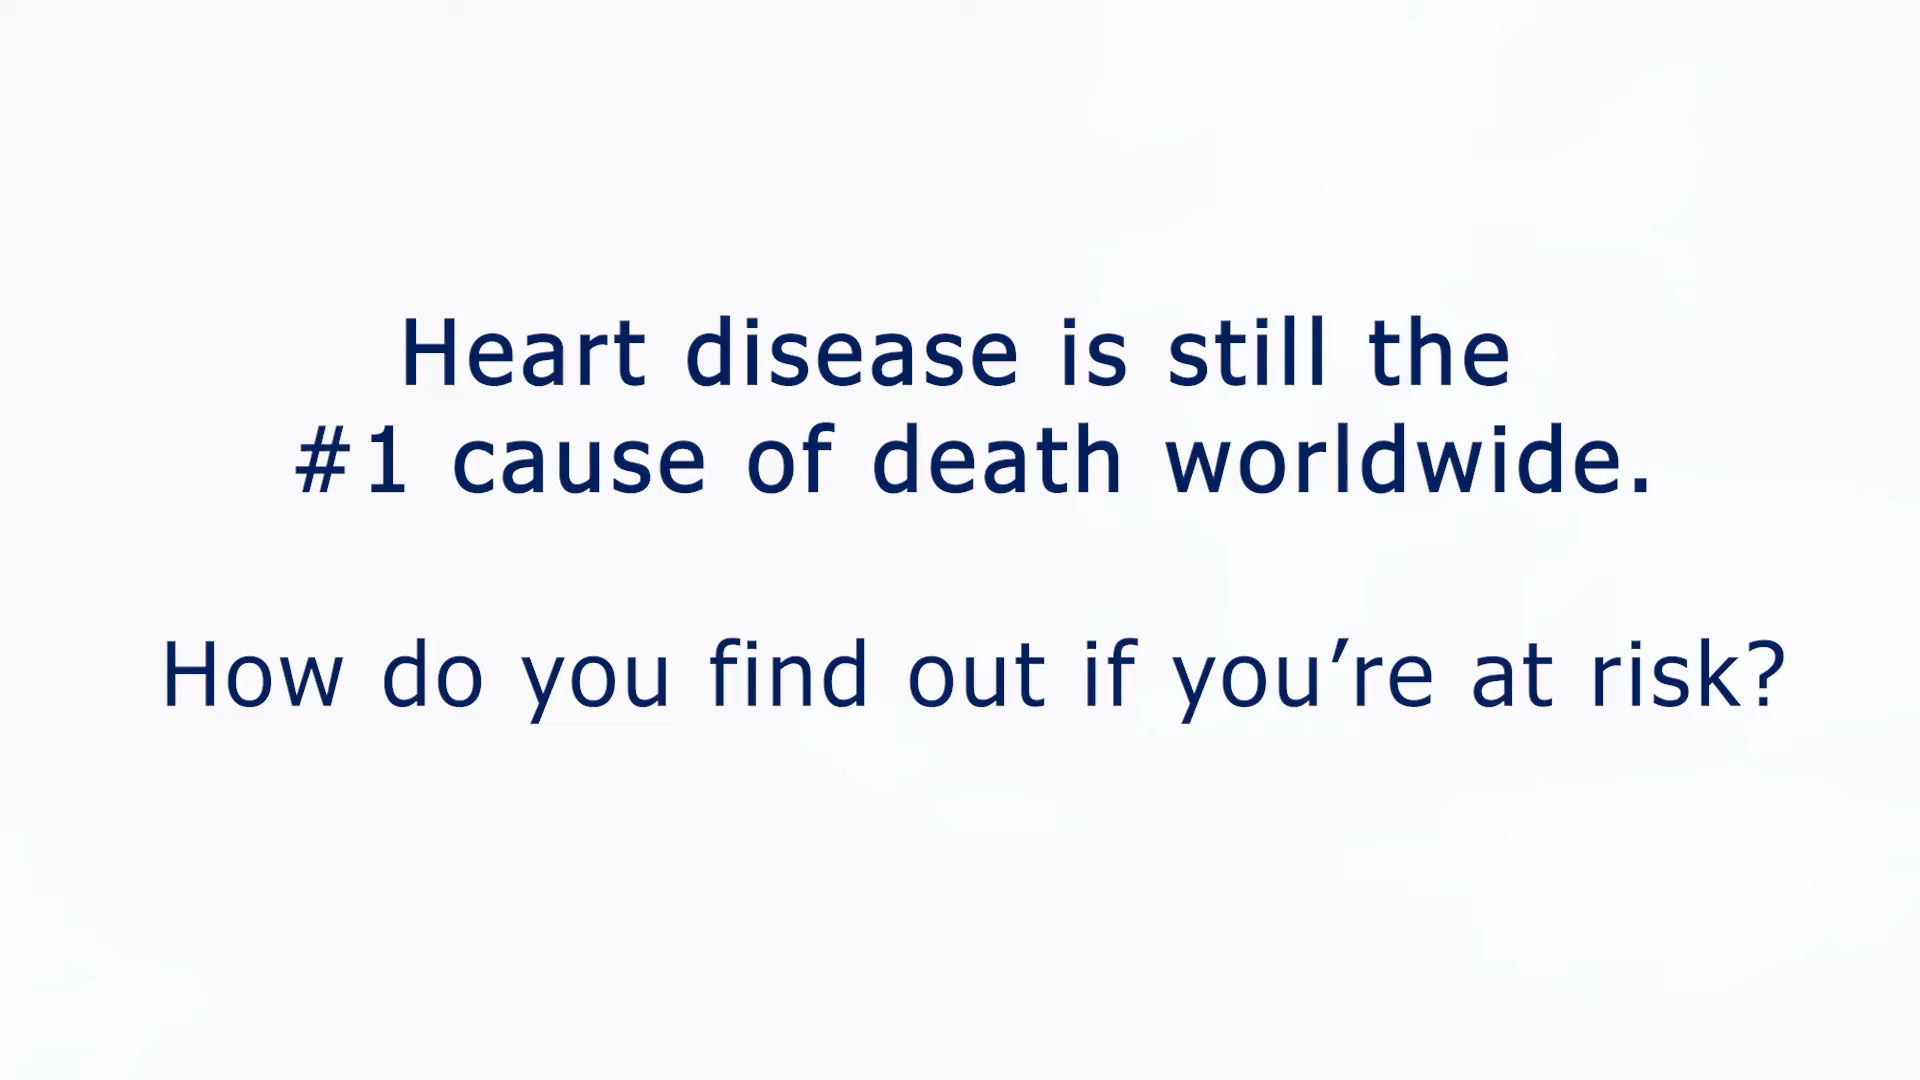 Heart disease is still the
#1 cause of death worldwide.
How do you find out if you’re at risk?